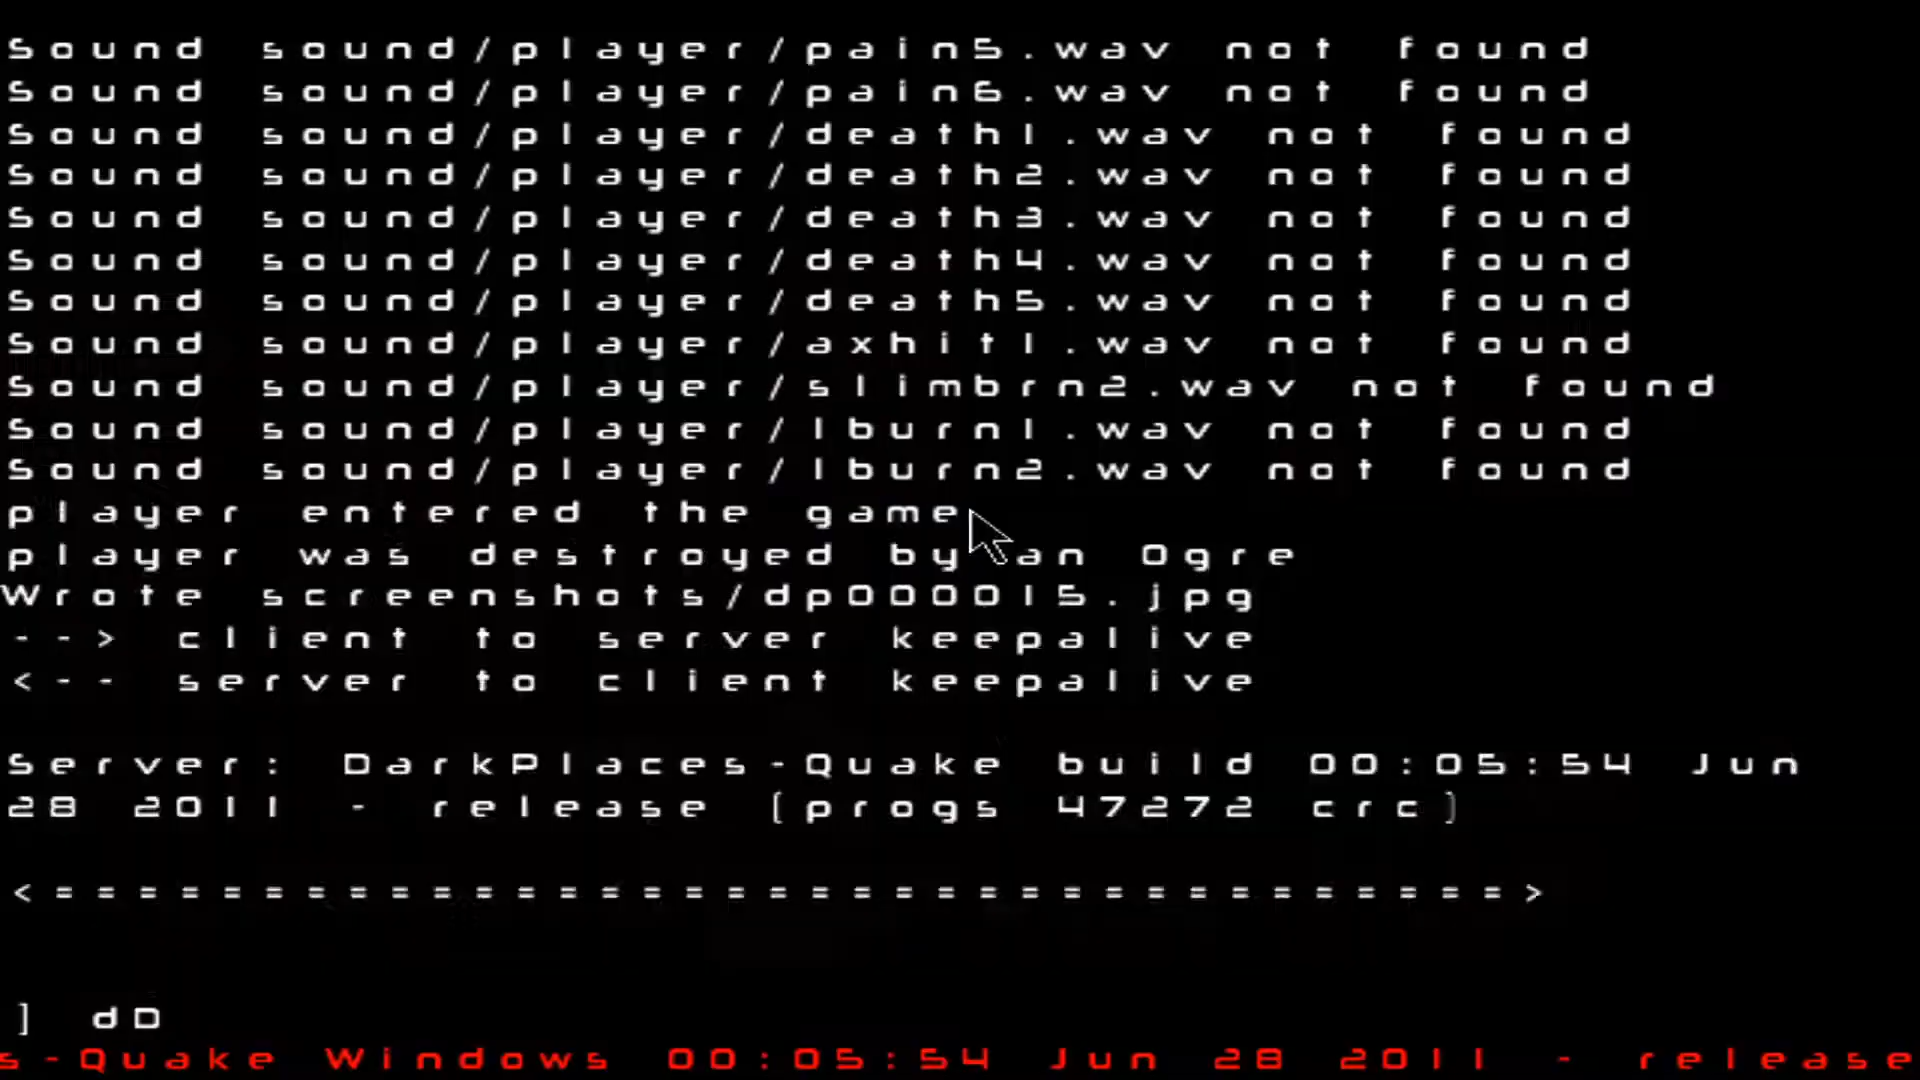 Sound sound/player/pain5.wav not found
Sound sound/player/pain6.wav not found
Sound sound/player/death1.wav not found
Sound sound/player/death2.wav not found
Sound sound/player/death3.wav not found
Sound sound/player/death4.wav not found
Sound sound/player/death5.wav not found
Sound sound/player/axhit1.wav not found
Sound sound/player/slimbrn2.wav not found
Sound sound/player/lburn1.wav not found
Sound sound/player/lburn2.wav not found
player entered the game
player was destroyed by an Ogre
Wrote screenshots/dp000015.jpg
--> client to server keepalive
<-- server to client keepalive
Server: DarkPlaces-Quake build 00:05:54 Jun
28 2011 - release (progs 47272 crc)
<===================================>
] d
s-Quake Windows 00:05:54 Jun 28 2011 - release